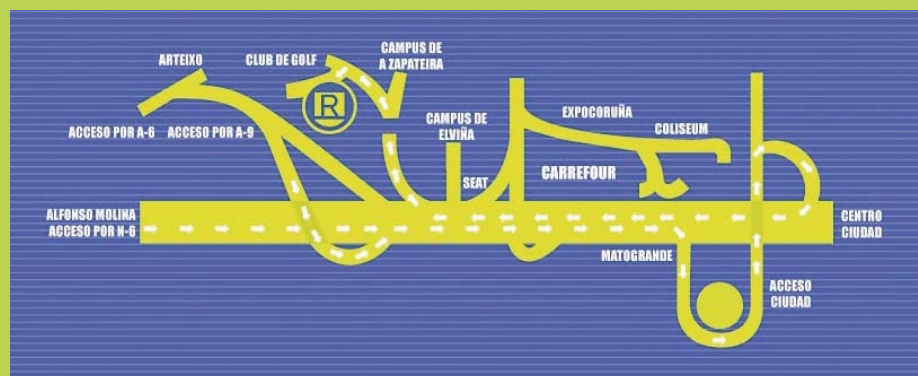 ARTEIXO
CLUB DE GOLF
CAMPUS DE
A ZAPATEIRA
R
ACCESO POR A-6
ACCESO POR A-9
CAMPUS DE
ELVIÑA
EXPOCORUÑA
COLISEUM
SEAT
CARREFOUR
ALFONSO MOLINA
ACCESO POR N-6
CENTRO
CIUDAD
MATOGRANDE
ACCESO
CIUDAD